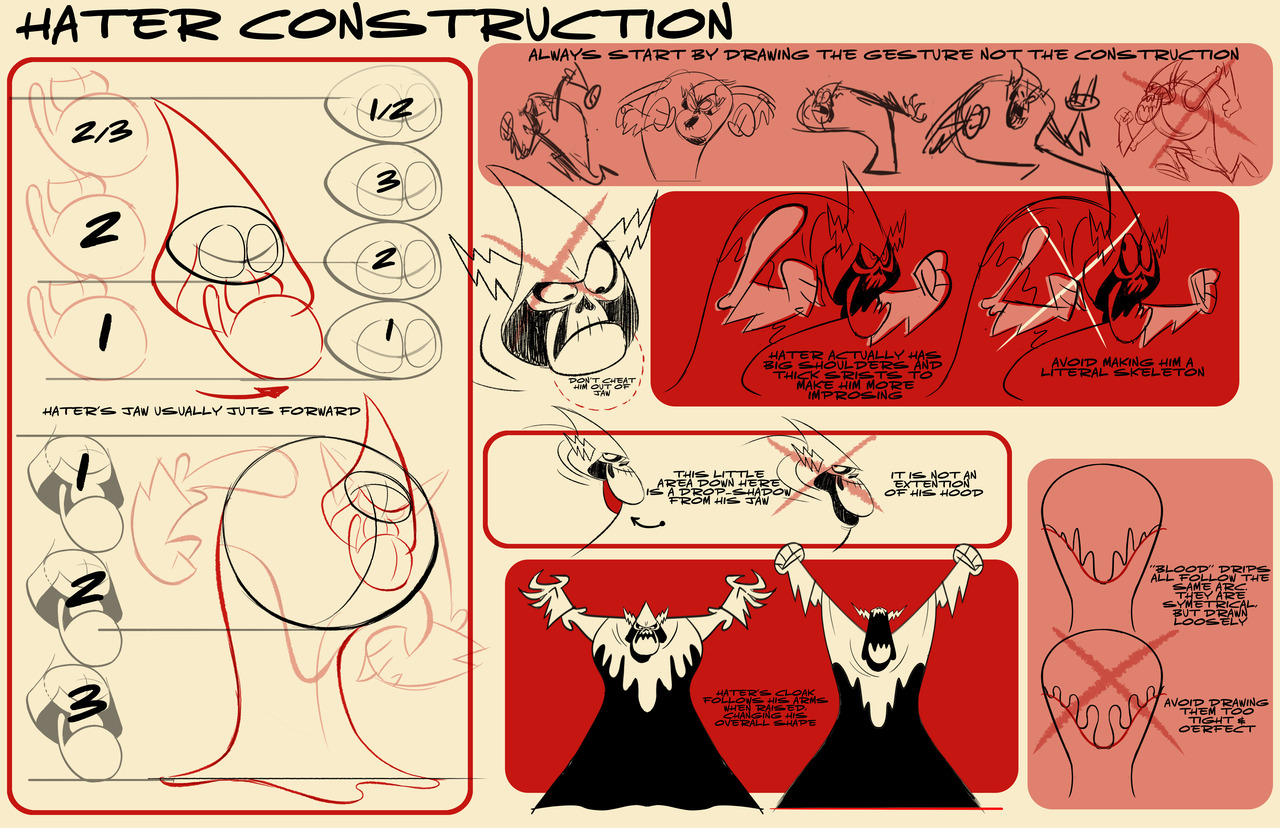 HATER CONSTRUCTION
ALWAYS START BY DRAWING THE GESTURE NOT THE CONSTRUCTION
2/3
2
1
1/2
3
2
1
HATER'S JAW USUALLY JUTS FORWARD
1
2
3
DON'T CHEAT
HIM OUT OF
JAW
HATER ACTUALLY HAS
BIG SHOULDERS AND
THICK SRISTS TO
MAKE HIM MORE
IMPROSING
AVOID MAKING HIM A
LITERAL SKELETON
THIS LITTLE
AREA DOWN HERE
IS A DROP-SHADOW
FROM HIS JAW
IT IS NOT AN
EXTENTION
OF HIS HOOD
HATER'S CLOAK
FOLLOWS HIS ARMS
WHEN RAISED,
CHANGING HIS
OVERALL SHAPE
"BLOOD" DRIPS
ALL FOLLOW THE
SAME ARC
THEY ARE
SYMETRICAL,
BUT DRAWN
LOOSELY
AVOID DRAWING
THEM TOO
TIGHT &
OERFECT